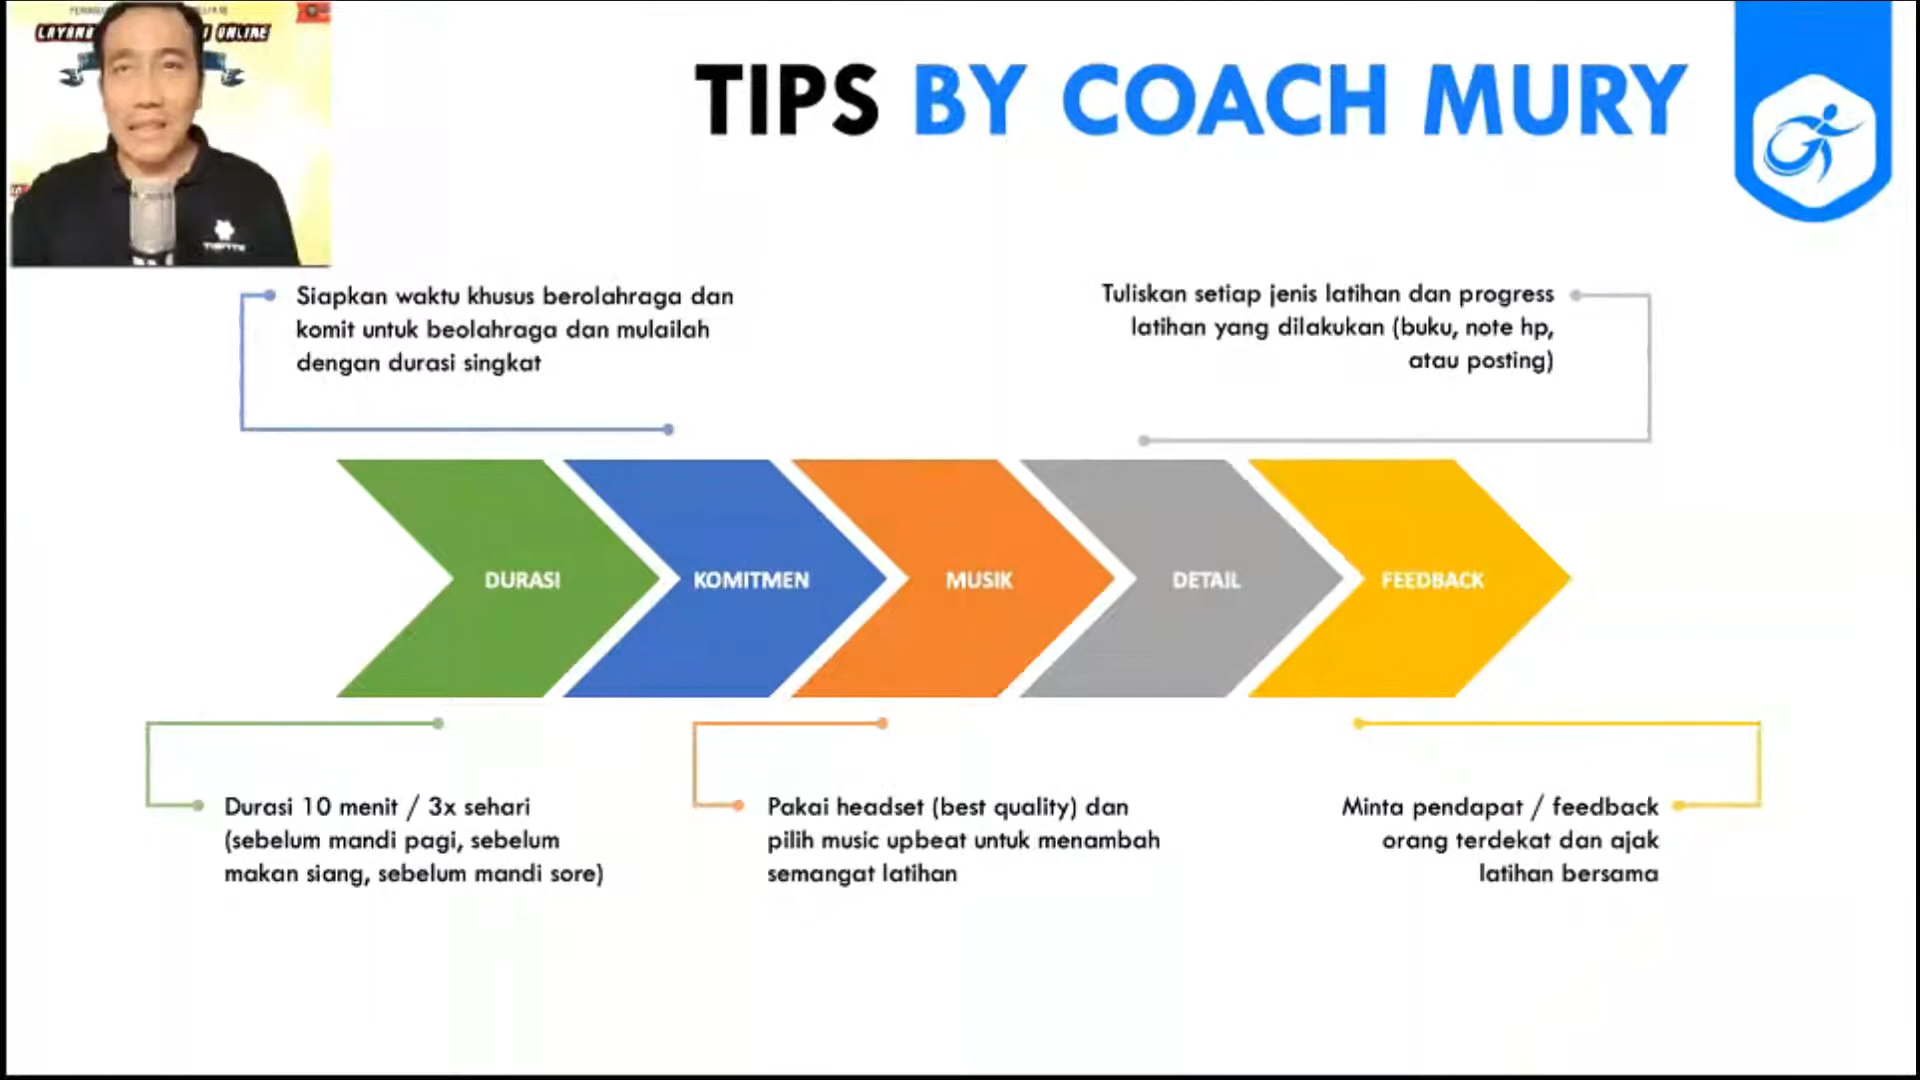 ONLINE
TIPS BY COACH MURY
Siapkan waktu khusus berolahraga dan
komit untuk beolahraga dan mulailah
dengan durasi singkat
Tuliskan setiap jenis latihan dan progress
latihan yang dilakukan (buku, note hp,
atau posting)
DURASI
KOMITMEN
MUSIK
DETAIL
FEEDBACK
Durasi 10 menit / 3x sehari
(sebelum mandi pagi, sebelum
makan siang, sebelum mandi sore)
Pakai headset (best quality) dan
pilih music upbeat untuk menambah
semangat latihan
Minta pendapat / feedback
orang terdekat dan ajak
latihan bersama